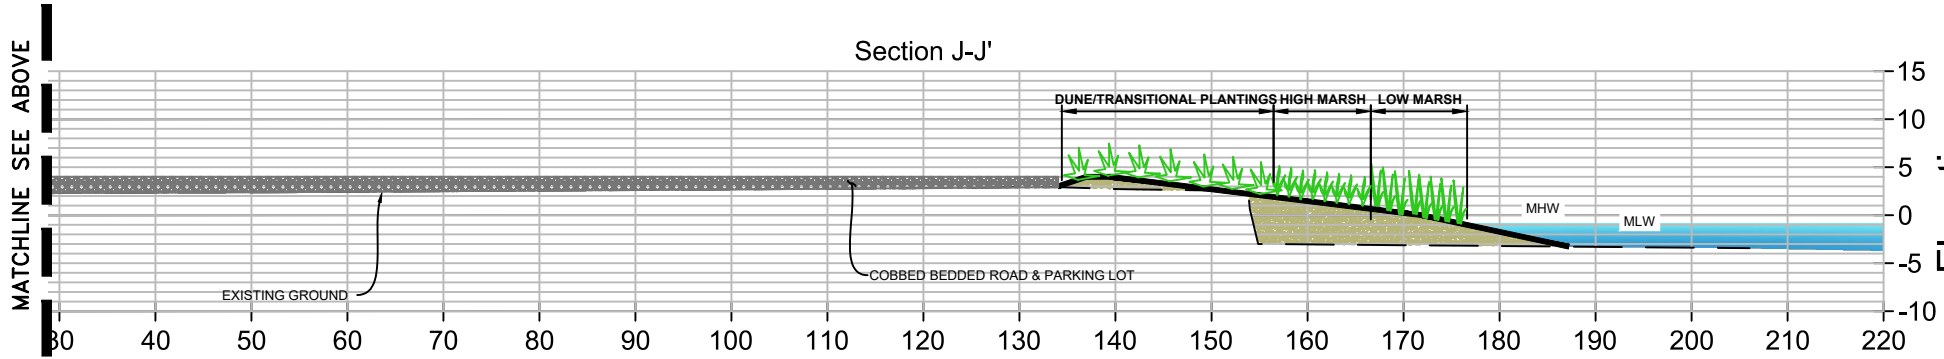 MATCHLINE SEE ABOVE
Section J-J'
15
DUNE/TRANSITIONAL PLANTINGS HIGH MARSH LOW MARSH
10
5
0
MHW
MLW
-5
COBBED BEDDED ROAD & PARKING LOT
EXISTING GROUND
-10
30 40 50 60 70 80 90 100 110 120 130 140 150 160 170 180 190 200 210 220